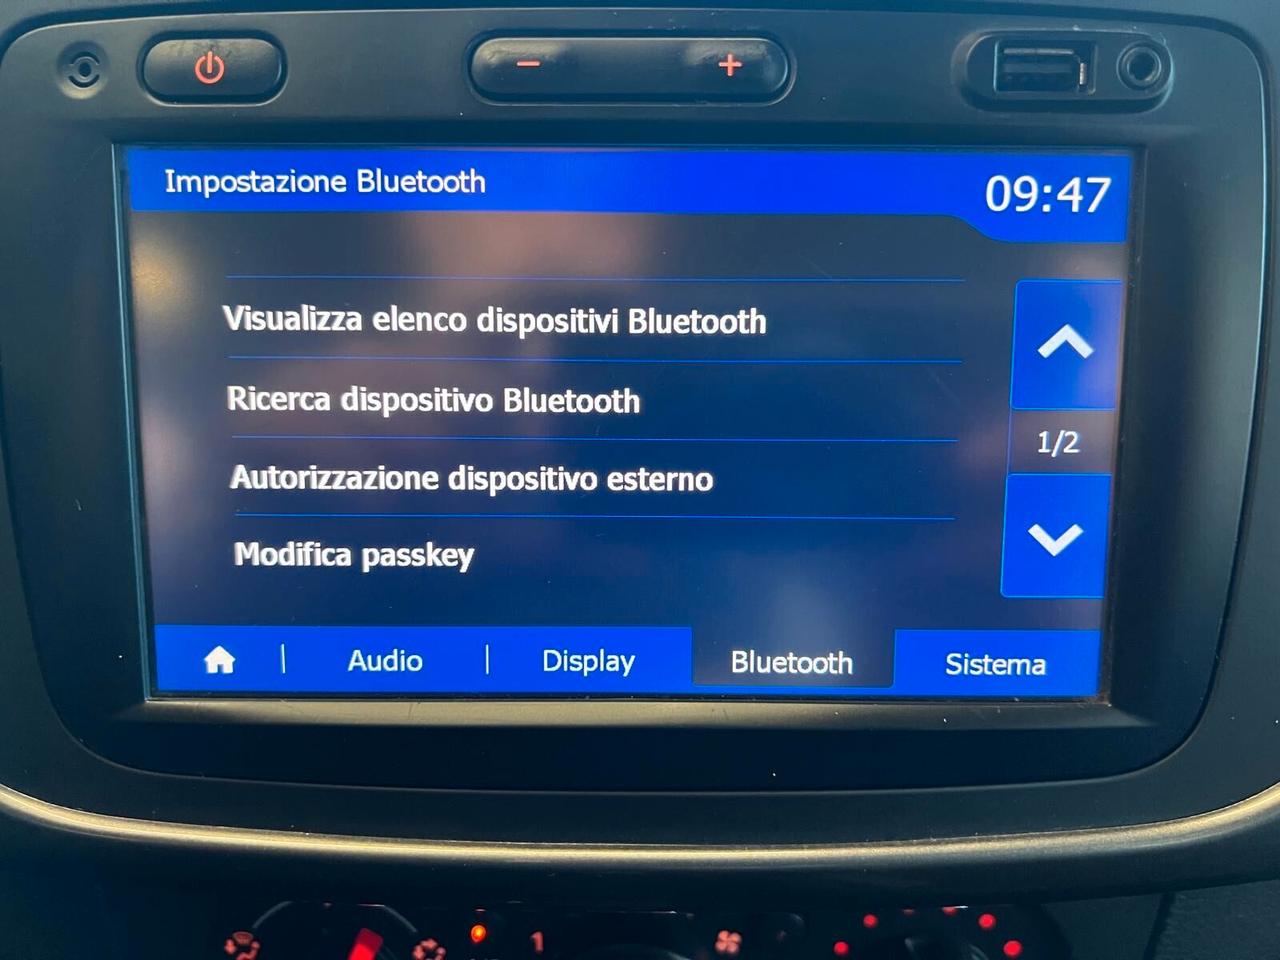 Impostazione Bluetooth
09:47
Visualizza elenco dispositivi Bluetooth
Ricerca dispositivo Bluetooth
Autorizzazione dispositivo esterno
Modifica passkey
1/2
Audio | Display Bluetooth Sistema
1